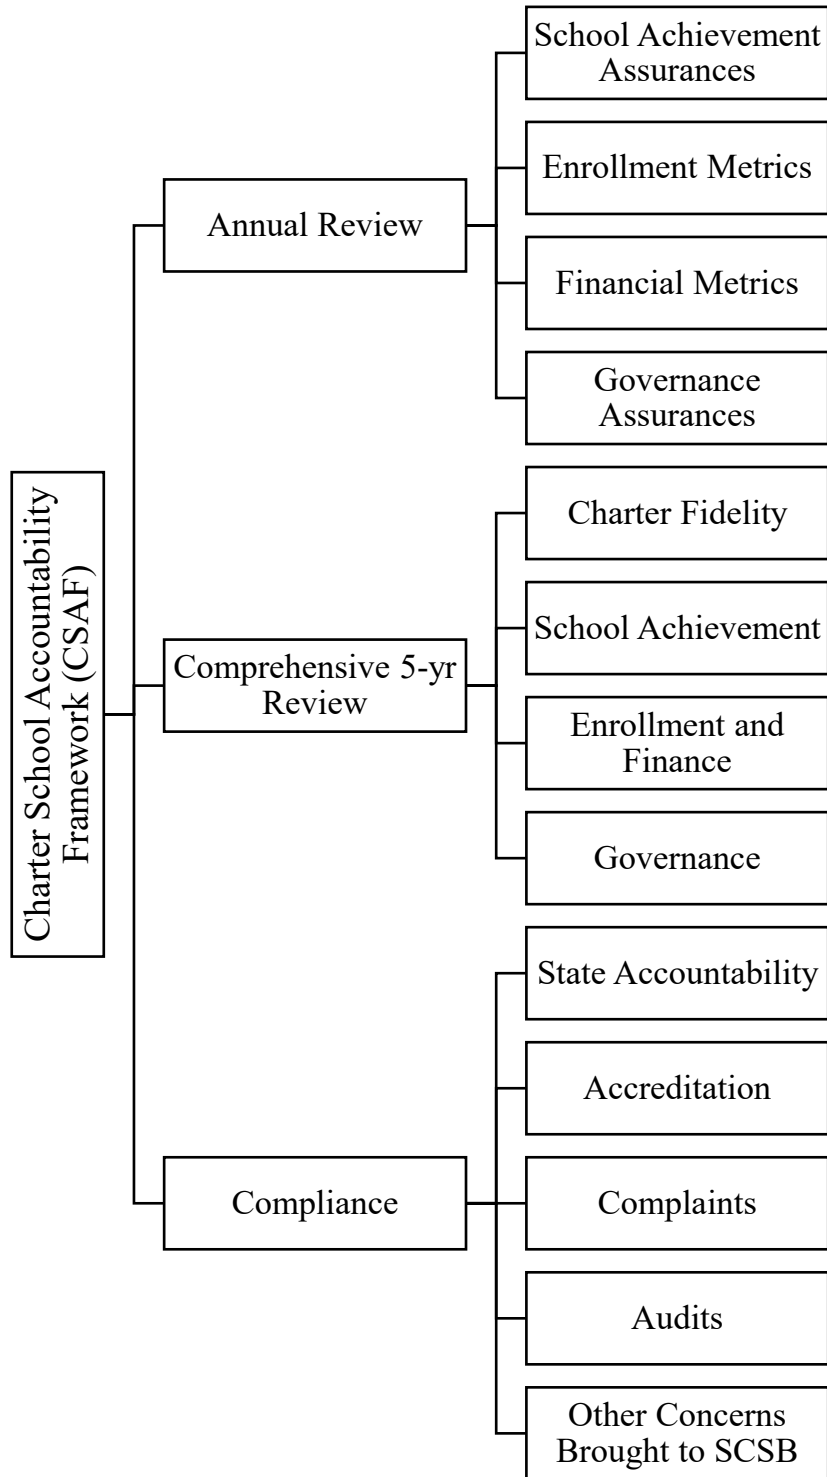 Charter School Accountability
Framework (CSAF)
Annual Review
School Achievement
Assurances
Enrollment Metrics
Financial Metrics
Governance
Assurances
Comprehensive 5-yr
Review
Charter Fidelity
School Achievement
Enrollment and
Finance
Governance
Compliance
State Accountability
Accreditation
Complaints
Audits
Other Concerns
Brought to SCSB